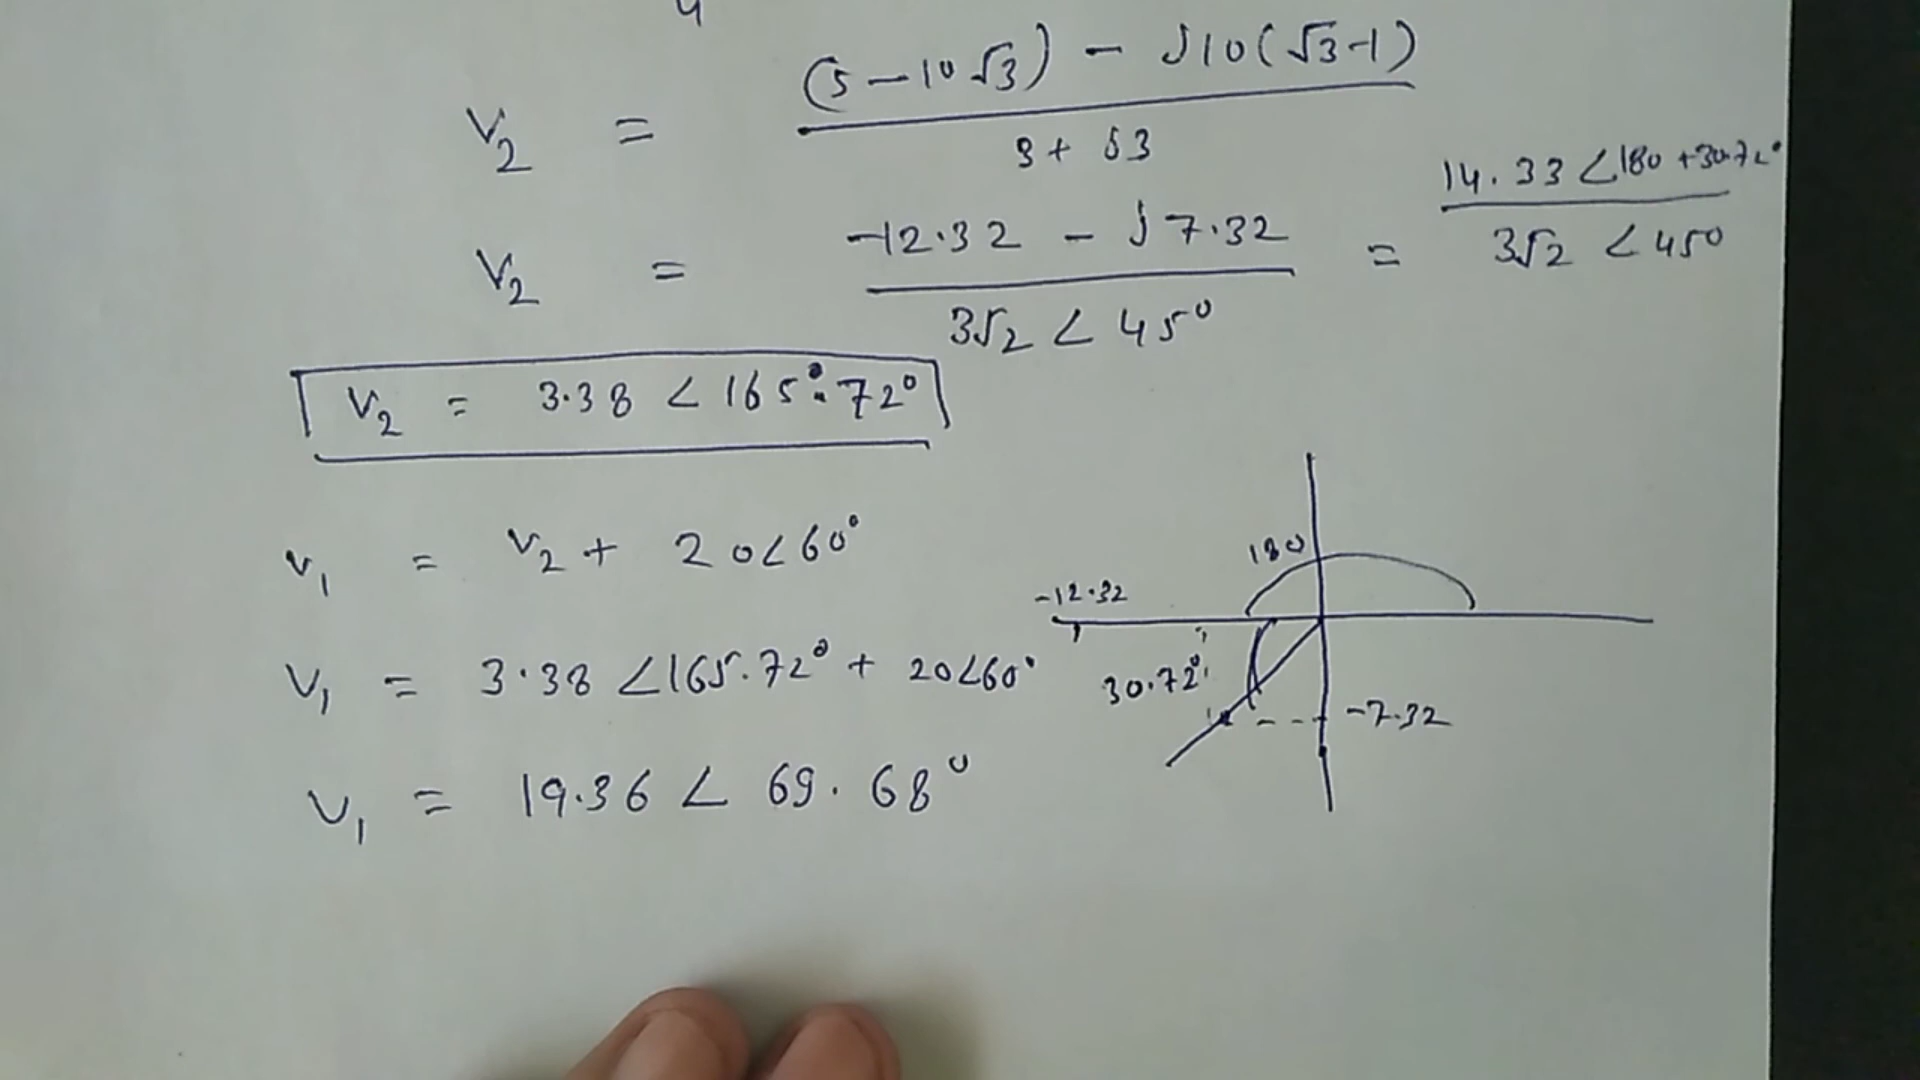 4
V₂ = (5-10√3) - J10(√3-1)
3+ J3
V₂ = -12.32 - J7.32 = 14.33 ∠180+30.72°
3√2 ∠ 45° 3√2 ∠45°
V₂ = 3.38 ∠ 165.72°
V₁ = V₂ + 20∠60°
V₁ = 3.38 ∠165.72° + 20∠60°
V₁ = 19.36 ∠ 69.68°
180
-12.32
30.72°
-7.32